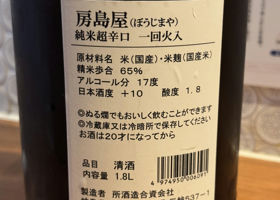 房島屋(ぼうじまや)
純米超辛口 一回火入
原材料名 米(国産)・米麹(国産米)
精米歩合 65%
アルコール分 17度
日本酒度 +10 酸度 1.8
◎ぬる燗でもおいしく飲むことができます
◎冷蔵庫又は冷暗所で保存してください
お酒は20才になってから
品目 清酒
内容量 1.8L
4974950006091
製造者 所酒造合資会社